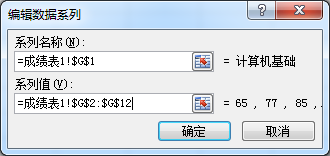 编辑数据系列
系列名称(N):
=成绩表1!$G$1 = 计算机基础
系列值(V):
=成绩表1!$G$2:$G$12 = 65 , 77 , 85 ,
确定 取消